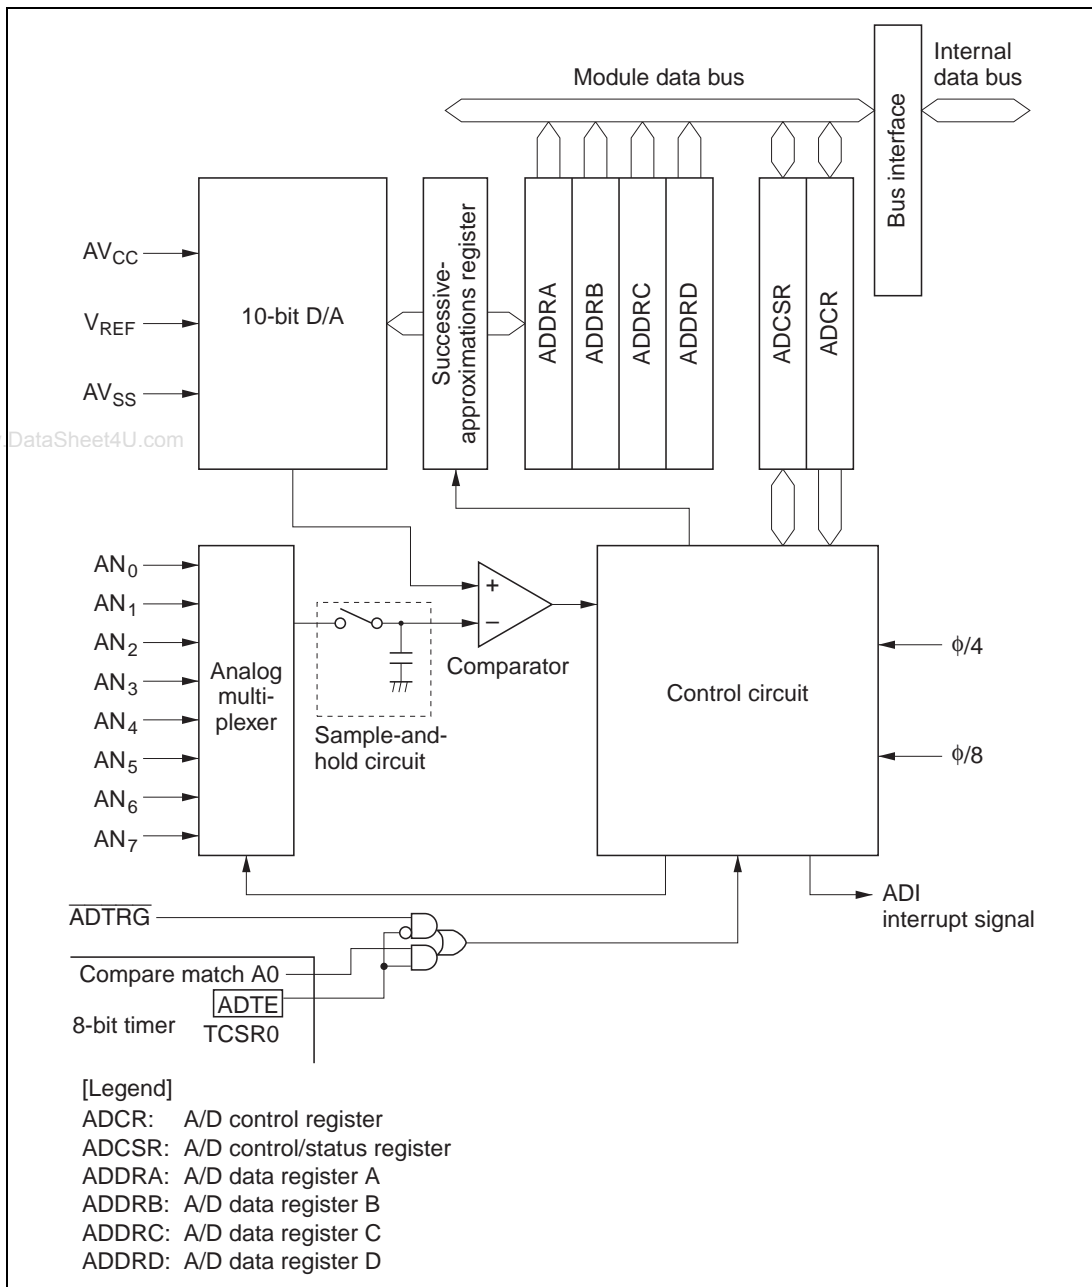 Module data bus
Internal
data bus
Bus interface
AVCC
VREF
AVSS
10-bit D/A
Successive-
approximations register
ADDRA
ADDRB
ADDRC
ADDRD
ADCSR
ADCR
.DataSheet4U.com
AN0
AN1
AN2
AN3
AN4
AN5
AN6
AN7
Analog
multi-
plexer
+
−
Comparator
Sample-and-
hold circuit
Control circuit
ϕ/4
ϕ/8
ADI
interrupt signal
ADTRG
Compare match A0
ADTE
8-bit timer
TCSR0
[Legend]
ADCR: A/D control register
ADCSR: A/D control/status register
ADDRA: A/D data register A
ADDRB: A/D data register B
ADDRC: A/D data register C
ADDRD: A/D data register D